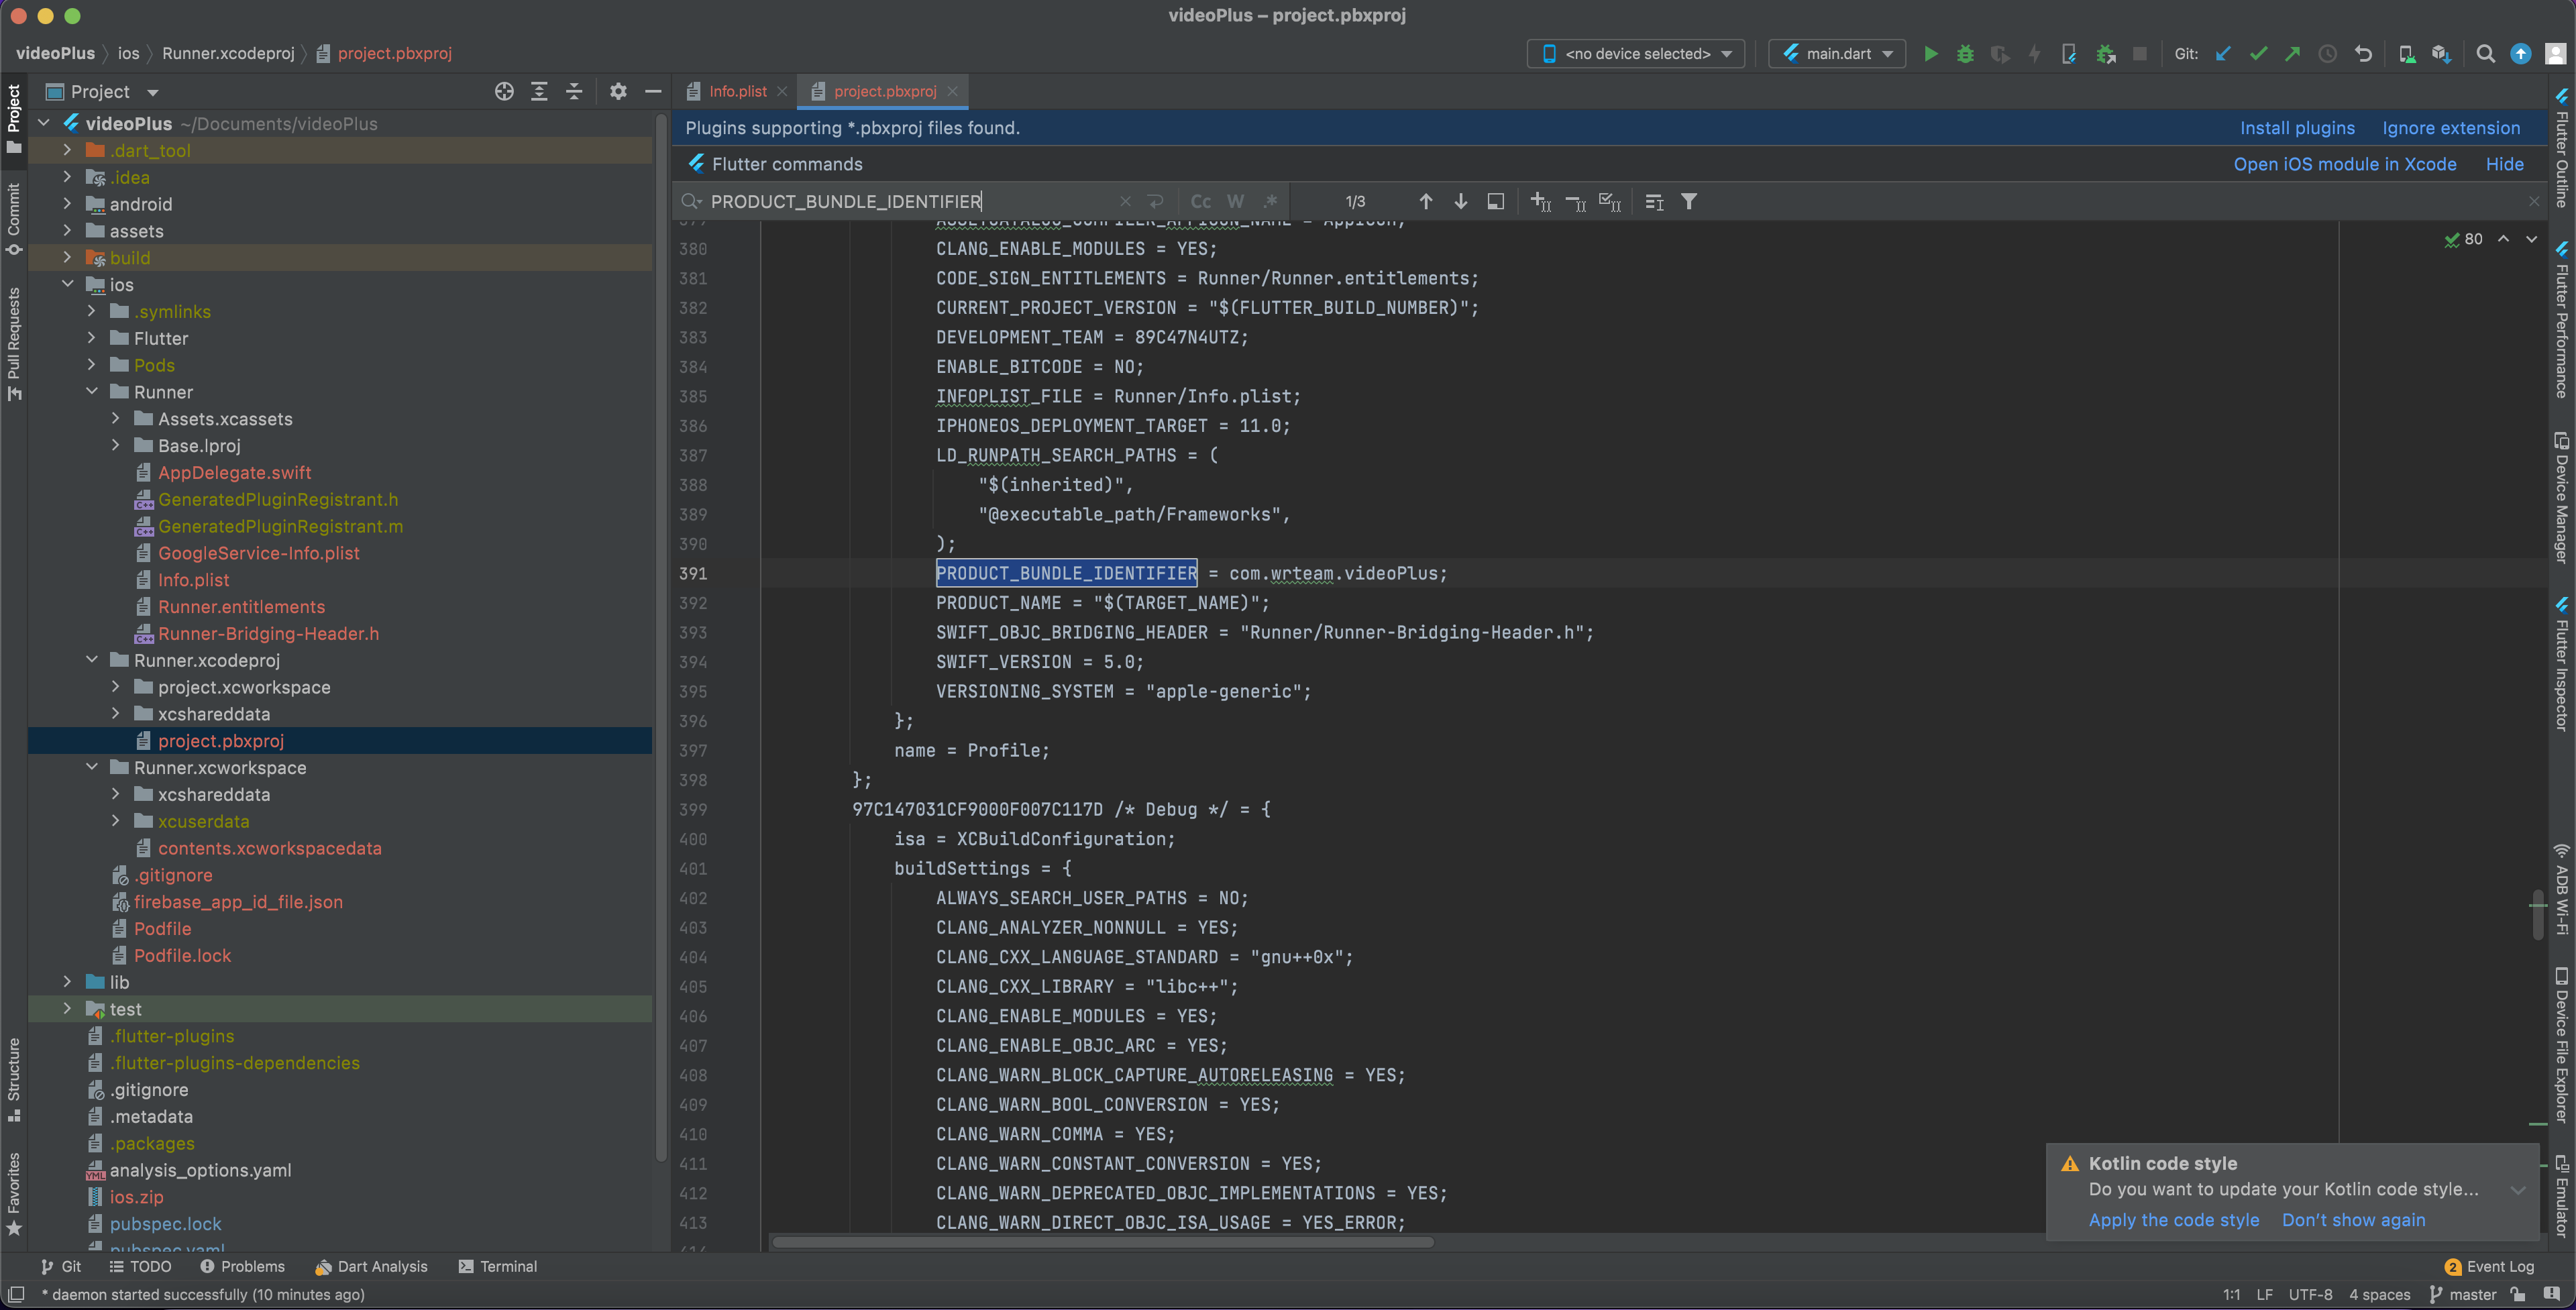 videoPlus – project.pbxproj
videoPlus ios Runner.xcodeproj project.pbxproj
<no device selected> main.dart Git:
Project
Info.plist project.pbxproj
Plugins supporting *.pbxproj files found. Install plugins Ignore extension
Flutter commands Open iOS module in Xcode Hide
PRODUCT_BUNDLE_IDENTIFIER Cc W .* 1/3
80
videoPlus ~/Documents/videoPlus
.dart_tool
.idea
android
assets
build
ios
.symlinks
Flutter
Pods
Runner
Assets.xcassets
Base.lproj
AppDelegate.swift
GeneratedPluginRegistrant.h
GeneratedPluginRegistrant.m
GoogleService-Info.plist
Info.plist
Runner.entitlements
Runner-Bridging-Header.h
Runner.xcodeproj
project.xcworkspace
xcshareddata
project.pbxproj
Runner.xcworkspace
xcshareddata
xcuserdata
contents.xcworkspacedata
.gitignore
firebase_app_id_file.json
Podfile
Podfile.lock
lib
test
.flutter-plugins
.flutter-plugins-dependencies
.gitignore
.metadata
.packages
analysis_options.yaml
ios.zip
pubspec.lock
pubspec.yaml
380 CLANG_ENABLE_MODULES = YES;
381 CODE_SIGN_ENTITLEMENTS = Runner/Runner.entitlements;
382 CURRENT_PROJECT_VERSION = "$(FLUTTER_BUILD_NUMBER)";
383 DEVELOPMENT_TEAM = 89C47N4UTZ;
384 ENABLE_BITCODE = NO;
385 INFOPLIST_FILE = Runner/Info.plist;
386 IPHONEOS_DEPLOYMENT_TARGET = 11.0;
387 LD_RUNPATH_SEARCH_PATHS = (
388 "$(inherited)",
389 "@executable_path/Frameworks",
390 );
391 PRODUCT_BUNDLE_IDENTIFIER = com.wrteam.videoPlus;
392 PRODUCT_NAME = "$(TARGET_NAME)";
393 SWIFT_OBJC_BRIDGING_HEADER = "Runner/Runner-Bridging-Header.h";
394 SWIFT_VERSION = 5.0;
395 VERSIONING_SYSTEM = "apple-generic";
396 };
397 name = Profile;
398 };
399 97C147031CF9000F007C117D /* Debug */ = {
400 isa = XCBuildConfiguration;
401 buildSettings = {
402 ALWAYS_SEARCH_USER_PATHS = NO;
403 CLANG_ANALYZER_NONNULL = YES;
404 CLANG_CXX_LANGUAGE_STANDARD = "gnu++0x";
405 CLANG_CXX_LIBRARY = "libc++";
406 CLANG_ENABLE_MODULES = YES;
407 CLANG_ENABLE_OBJC_ARC = YES;
408 CLANG_WARN_BLOCK_CAPTURE_AUTORELEASING = YES;
409 CLANG_WARN_BOOL_CONVERSION = YES;
410 CLANG_WARN_COMMA = YES;
411 CLANG_WARN_CONSTANT_CONVERSION = YES;
412 CLANG_WARN_DEPRECATED_OBJC_IMPLEMENTATIONS = YES;
413 CLANG_WARN_DIRECT_OBJC_ISA_USAGE = YES_ERROR;
Kotlin code style
Do you want to update your Kotlin code style...
Apply the code style Don't show again
Project
Commit
Pull Requests
Structure
Favorites
Flutter Outline
Flutter Performance
Device Manager
Flutter Inspector
ADB Wi-Fi
Device File Explorer
Emulator
Git TODO Problems Dart Analysis Terminal 2 Event Log
* daemon started successfully (10 minutes ago) 1:1 LF UTF-8 4 spaces master